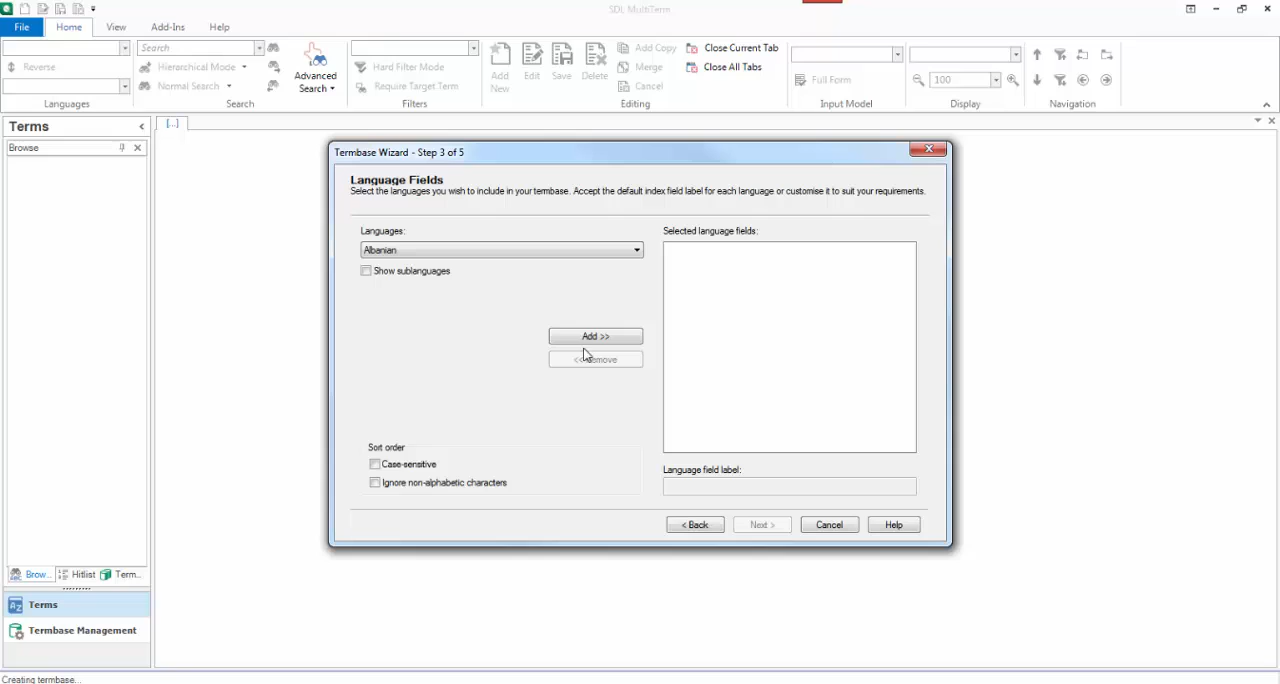 SDL MultiTerm
File Home View Add-Ins Help
Search
Reverse
Hierarchical Mode
Normal Search
Advanced
Search
Hard Filter Mode
Require Target Term
Add
New
Edit Save Delete
Add Copy
Merge
Cancel
Close Current Tab
Close All Tabs
Full Form
100
Languages Search Filters Editing Input Model Display Navigation
Terms
[...]
Browse
Termbase Wizard - Step 3 of 5
Language Fields
Select the languages you wish to include in your termbase. Accept the default index field label for each language or customise it to suit your requirements.
Languages:
Albanian
Show sublanguages
Selected language fields:
Add >>
Sort order
Case-sensitive
Ignore non-alphabetic characters
Language field label:
< Back Next > Cancel Help
Brow... Hitlist Term...
Terms
Termbase Management
Creating termbase...